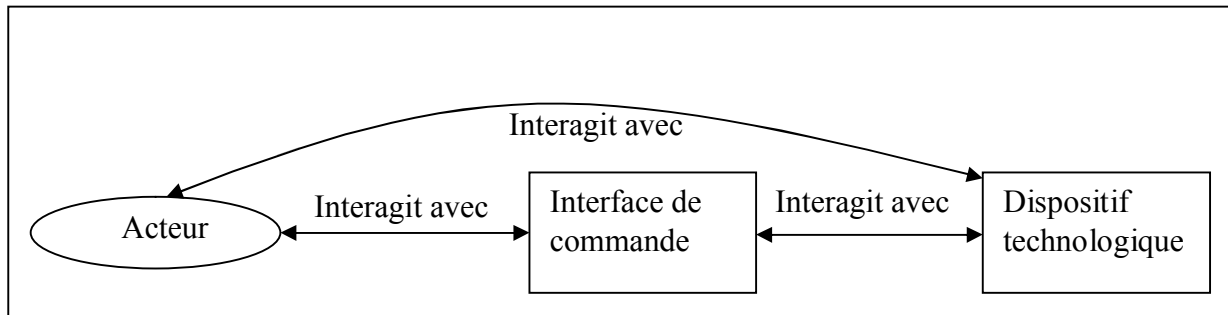 Interagit avec
Acteur
Interagit avec
Interface de
commande
Interagit avec
Dispositif
technologique